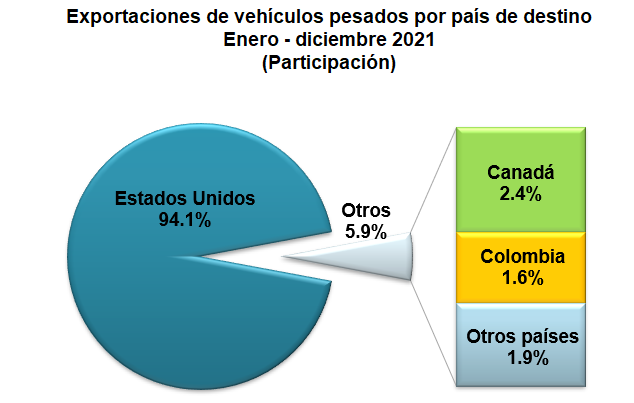 Exportaciones de vehículos pesados por país de destino
Enero - diciembre 2021
(Participación)
Estados Unidos
94.1%
Otros
5.9%
Canadá
2.4%
Colombia
1.6%
Otros países
1.9%